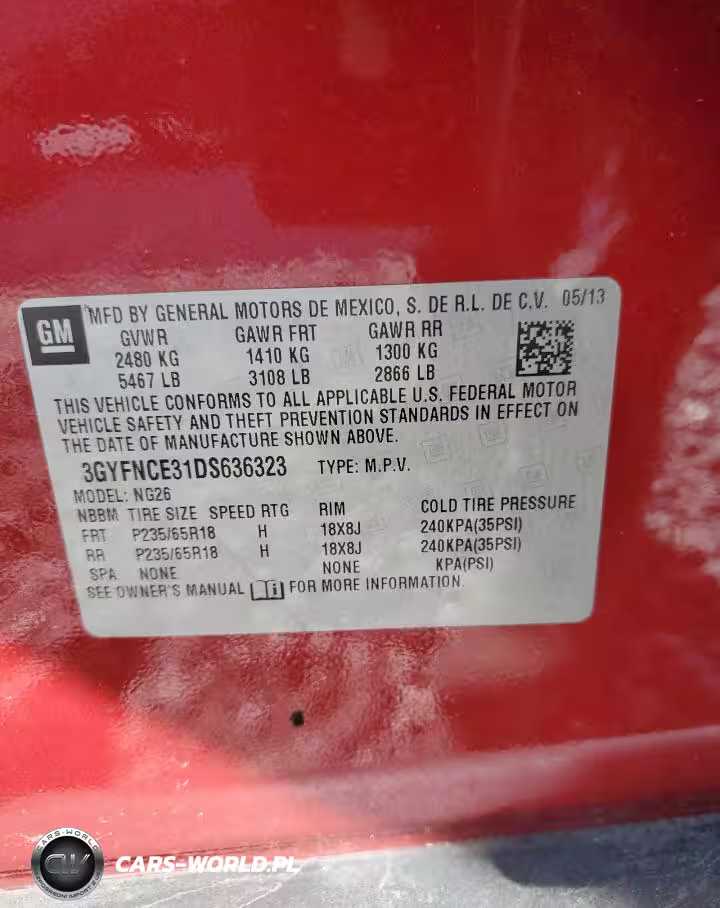 GM
MFD BY GENERAL MOTORS DE MEXICO, S. DE R.L. DE C.V. 05/13
GVWR GAWR FRT GAWR RR
2480 KG 1410 KG 1300 KG
5467 LB 3108 LB 2866 LB
THIS VEHICLE CONFORMS TO ALL APPLICABLE U.S. FEDERAL MOTOR
VEHICLE SAFETY AND THEFT PREVENTION STANDARDS IN EFFECT ON
THE DATE OF MANUFACTURE SHOWN ABOVE.
3GYFNCE31DS636323 TYPE: M.P.V.
MODEL: NG26
NBBM TIRE SIZE SPEED RTG RIM COLD TIRE PRESSURE
FRT P235/65R18 H 18X8J 240KPA(35PSI)
RR P235/65R18 H 18X8J 240KPA(35PSI)
SPA NONE NONE KPA(PSI)
SEE OWNER'S MANUAL FOR MORE INFORMATION.
CARS-WORLD
CW
CARS-WORLD.PL